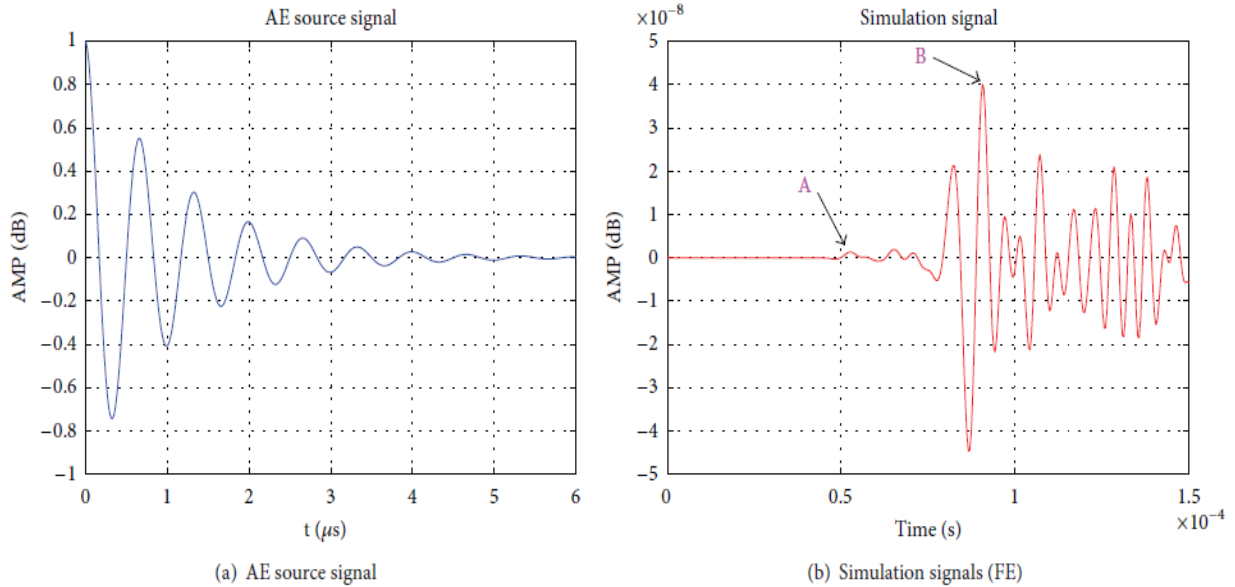 AE source signal
AMP (dB)
1
0.8
0.6
0.4
0.2
0
−0.2
−0.4
−0.6
−0.8
−1
0 1 2 3 4 5 6
t (μs)
(a) AE source signal
×10−8
Simulation signal
AMP (dB)
5
4
3
2
1
0
−1
−2
−3
−4
−5
A
B
0 0.5 1 1.5
×10−4
Time (s)
(b) Simulation signals (FE)